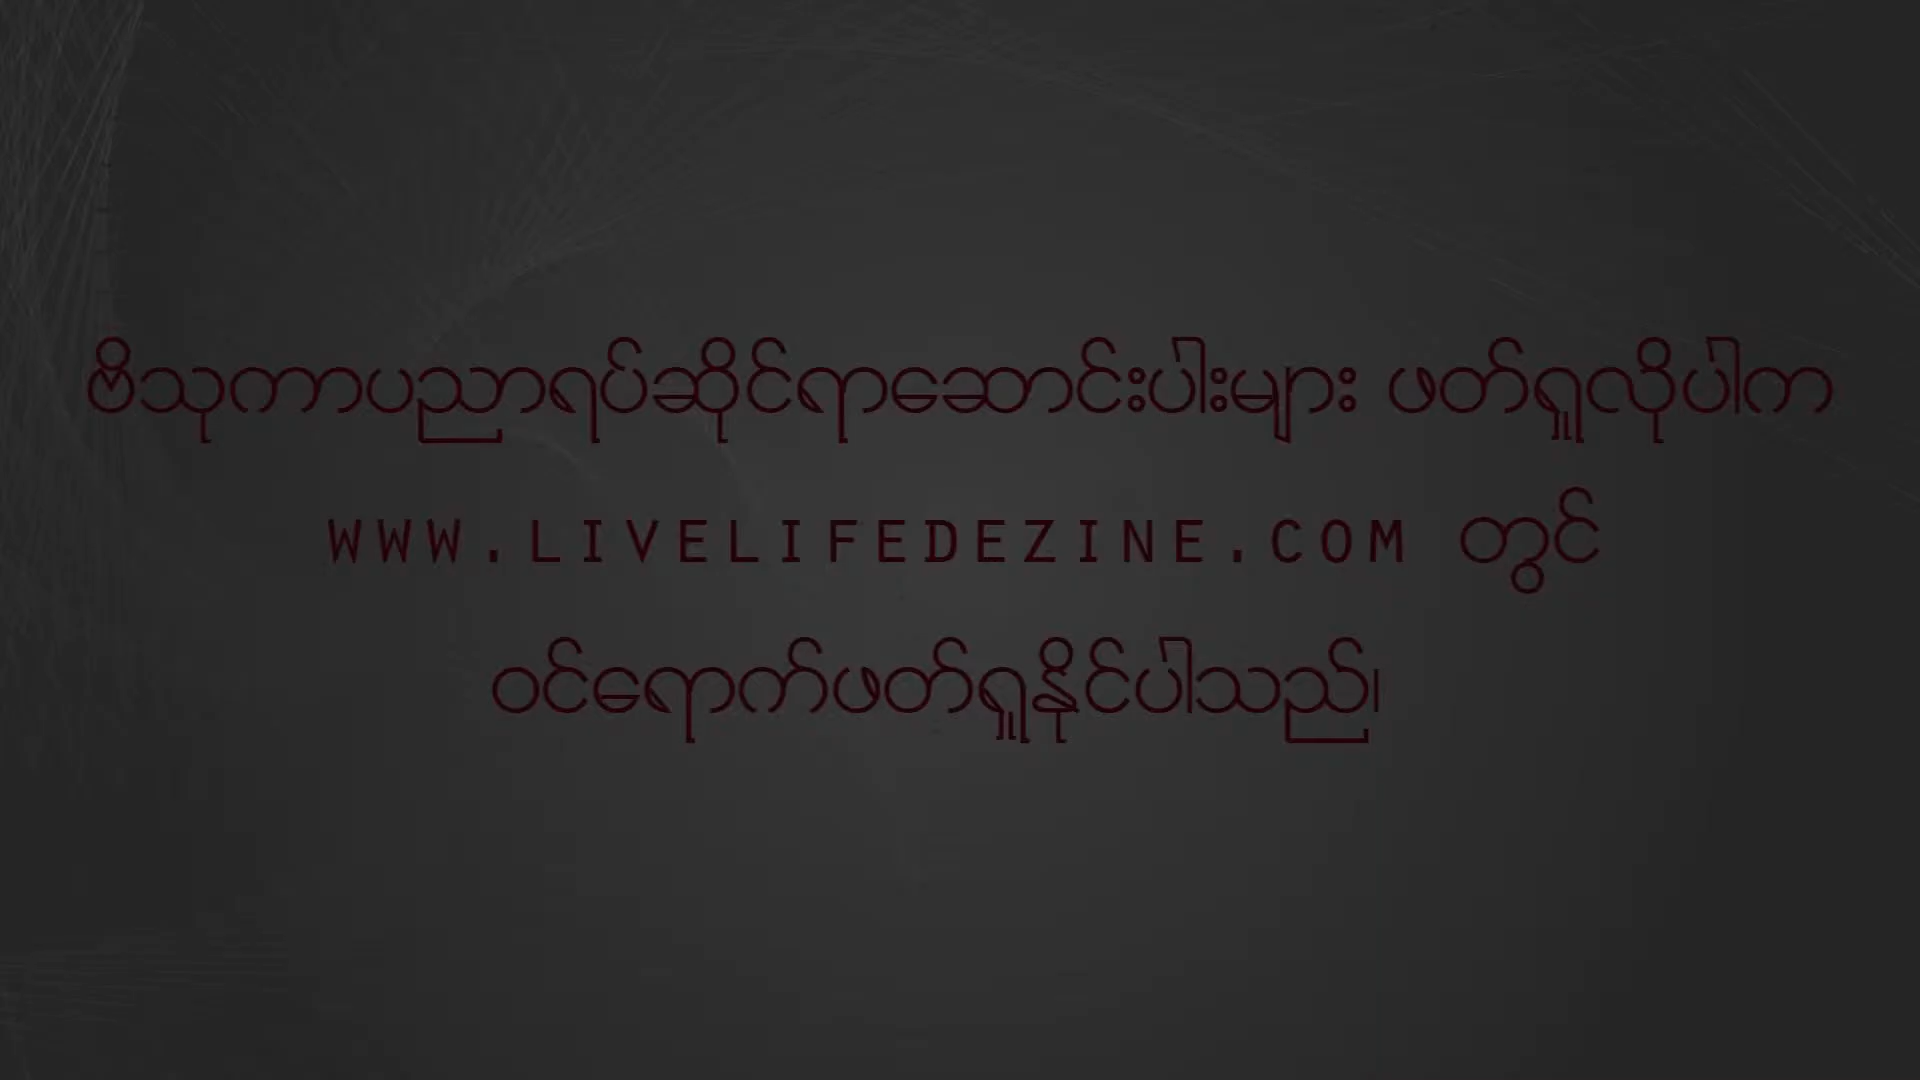 ဗိသုကာပညာရပ်ဆိုင်ရာဆောင်းပါးများ ဖတ်ရှုလိုပါက
WWW.LIVELIFEDEZINE.COM တွင်
ဝင်ရောက်ဖတ်ရှုနိုင်ပါသည်၊